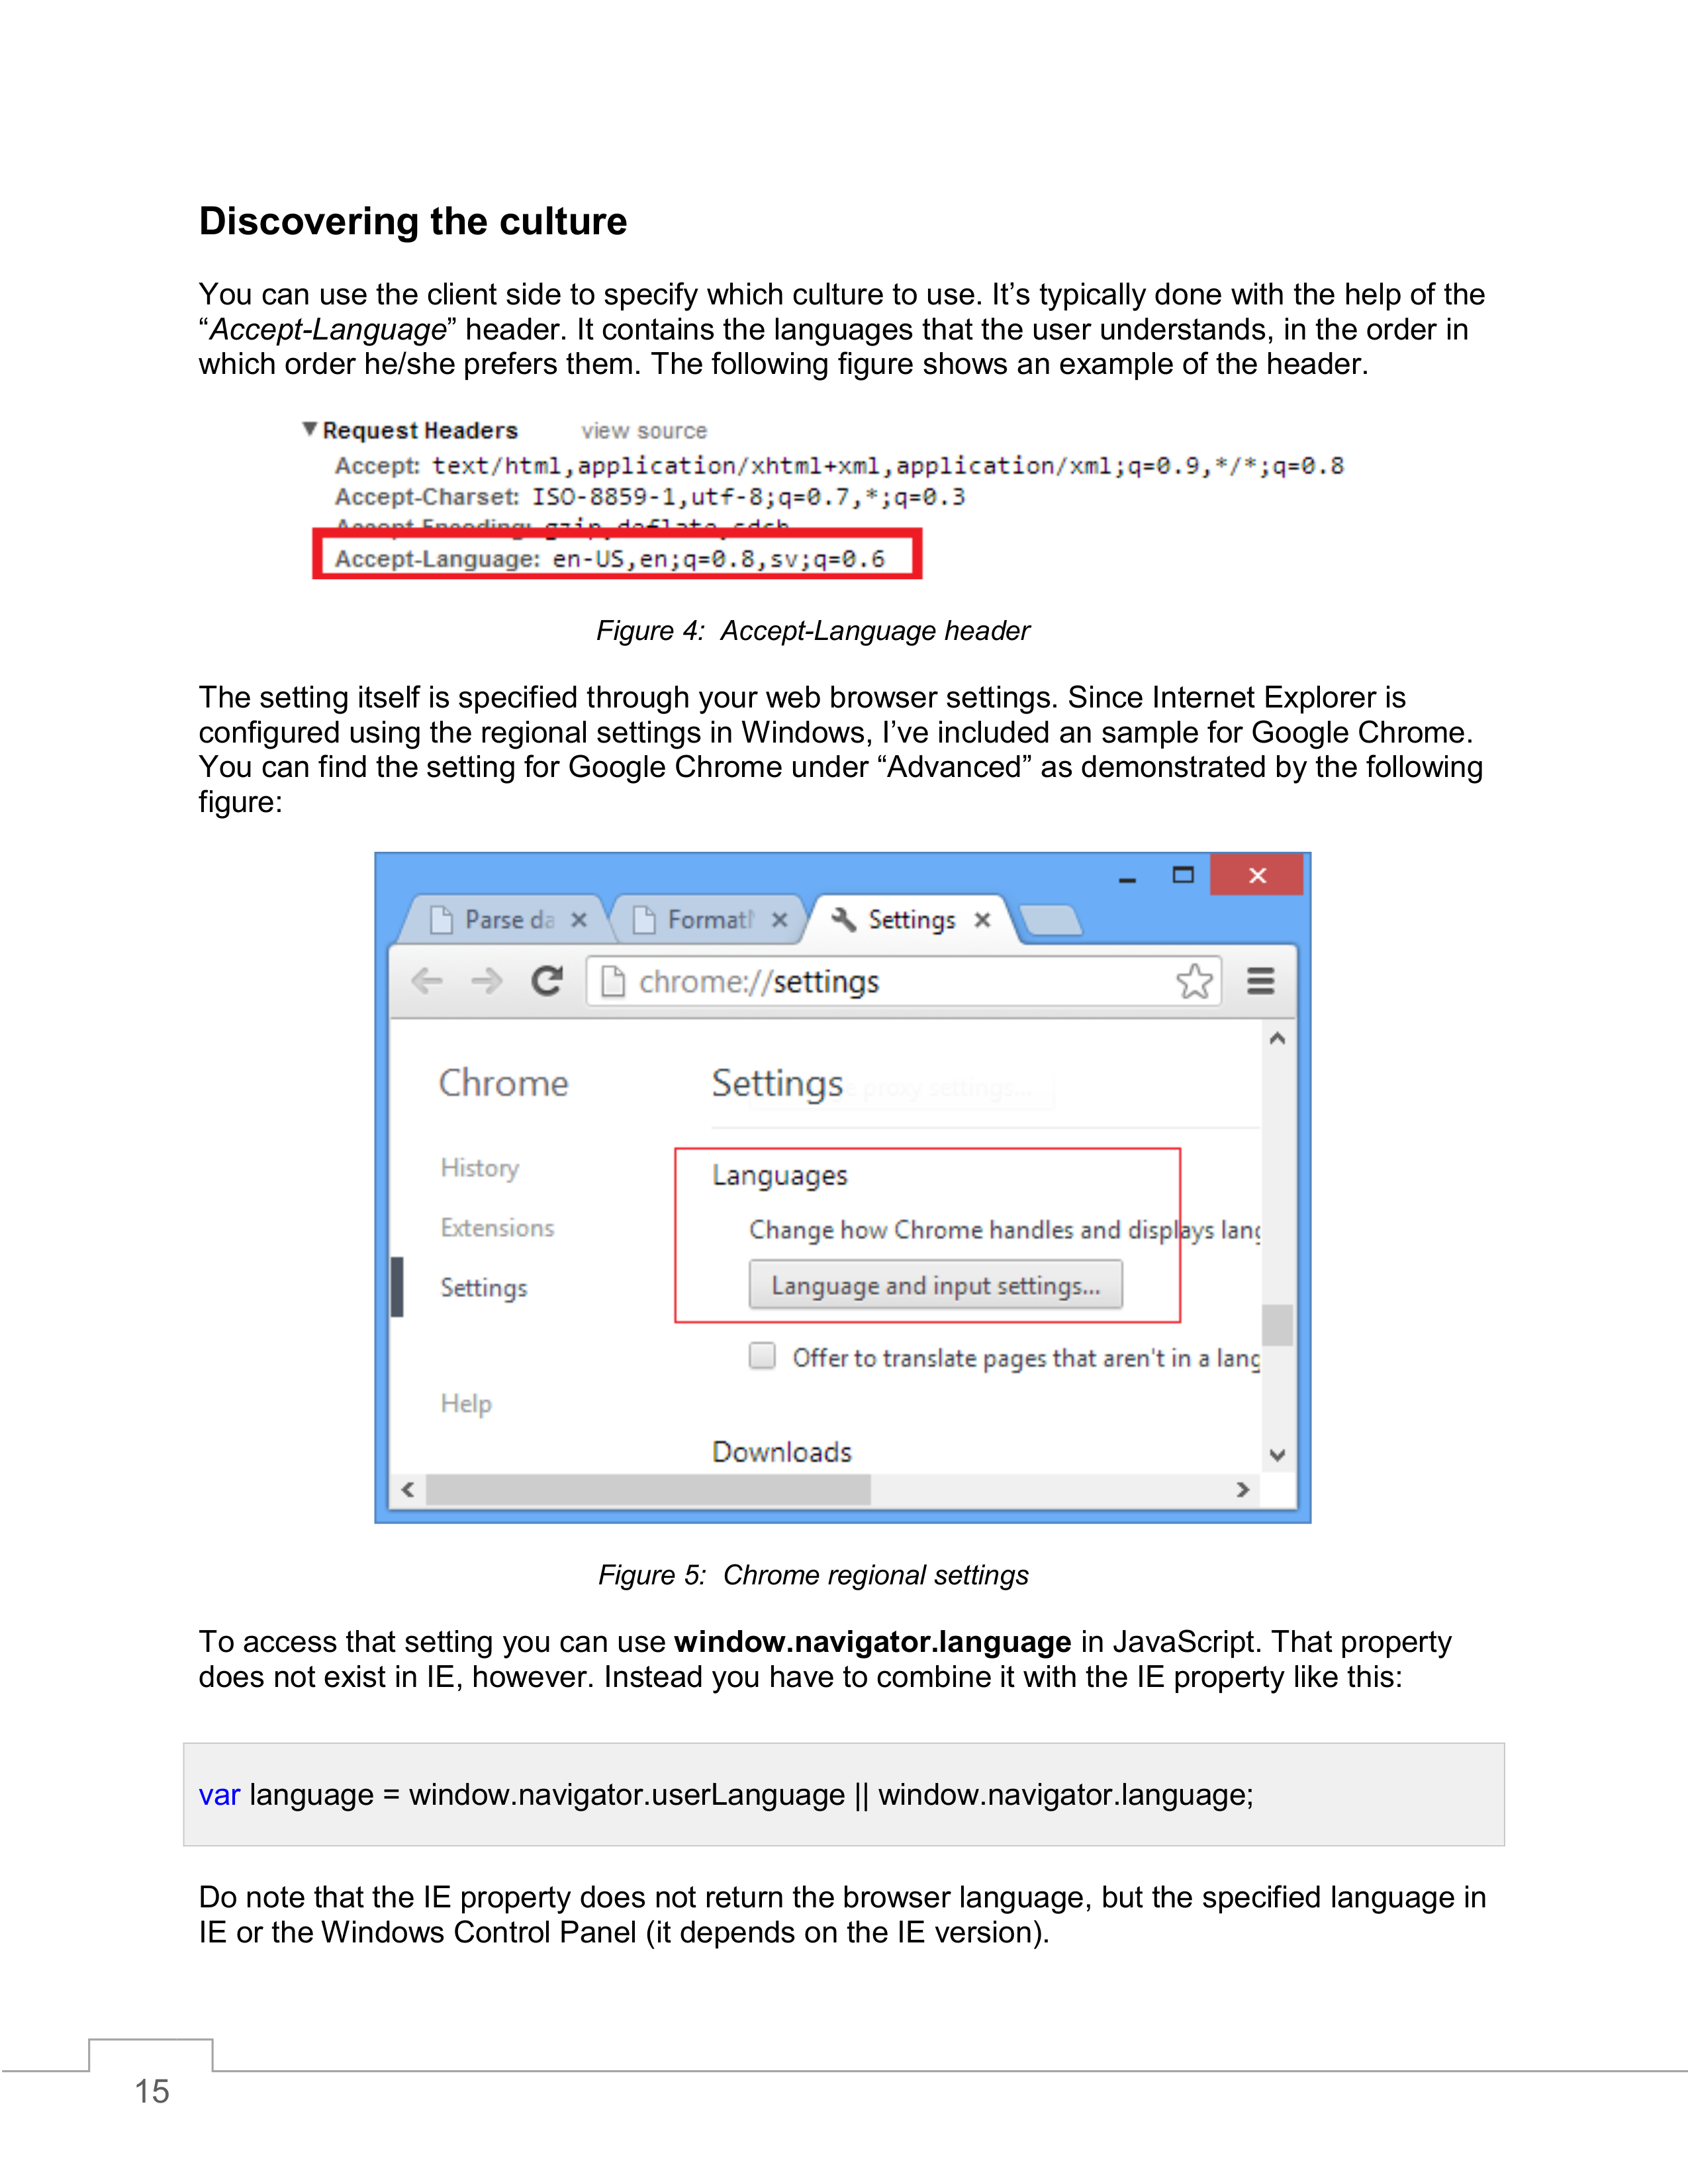 Discovering the culture
You can use the client side to specify which culture to use. It’s typically done with the help of the
“Accept-Language” header. It contains the languages that the user understands, in the order in
which order he/she prefers them. The following figure shows an example of the header.
Request Headers view source
Accept: text/html,application/xhtml+xml,application/xml;q=0.9,*/*;q=0.8
Accept-Charset: ISO-8859-1,utf-8;q=0.7,*;q=0.3
Accept-Encoding: gzip,deflate,sdch
Accept-Language: en-US,en;q=0.8,sv;q=0.6
Figure 4: Accept-Language header
The setting itself is specified through your web browser settings. Since Internet Explorer is
configured using the regional settings in Windows, I’ve included an sample for Google Chrome.
You can find the setting for Google Chrome under “Advanced” as demonstrated by the following
figure:
Parse da Format Settings
chrome://settings
Chrome Settings
proxy settings...
History
Languages
Extensions
Change how Chrome handles and displays lang
Settings
Language and input settings...
Offer to translate pages that aren't in a lang
Help
Downloads
Figure 5: Chrome regional settings
To access that setting you can use window.navigator.language in JavaScript. That property
does not exist in IE, however. Instead you have to combine it with the IE property like this:
var language = window.navigator.userLanguage || window.navigator.language;
Do note that the IE property does not return the browser language, but the specified language in
IE or the Windows Control Panel (it depends on the IE version).
15